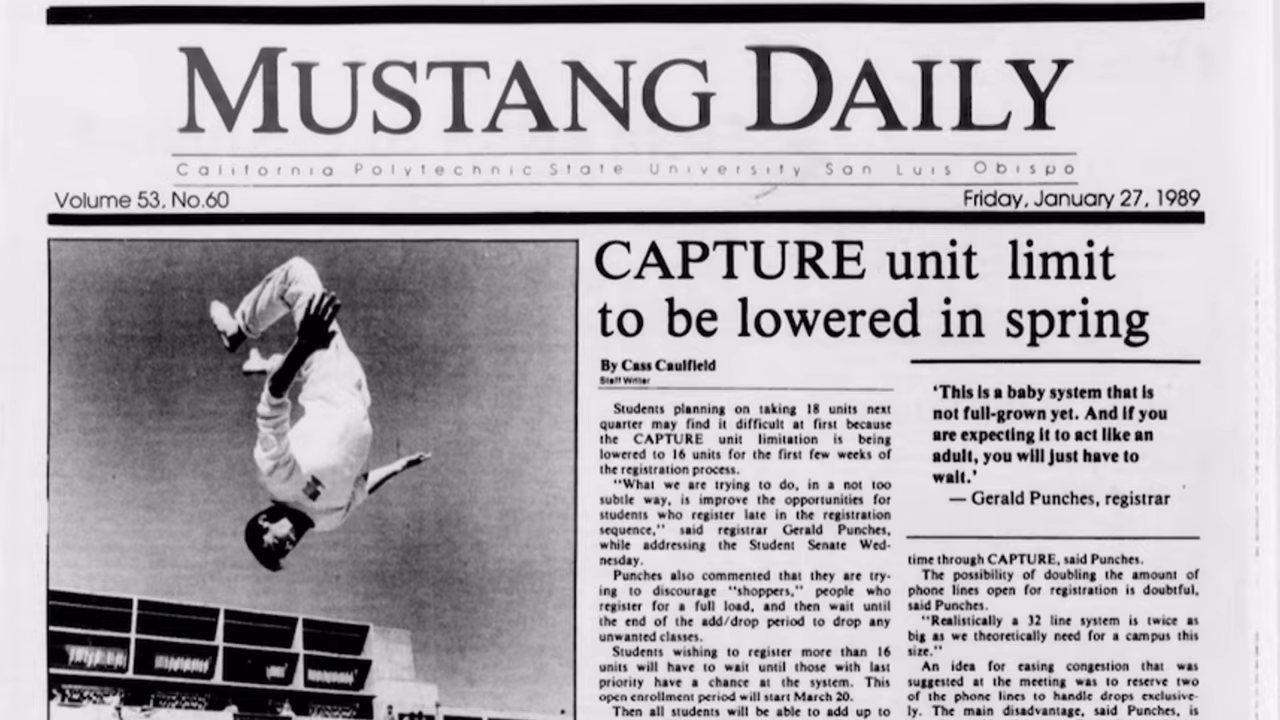 MUSTANG DAILY
California Polytechnic State University San Luis Obispo
Volume 53, No.60
Friday, January 27, 1989
CAPTURE unit limit
to be lowered in spring
By Cass Caulfield
Staff Writer
Students planning on taking 18 units next
quarter may find it difficult at first because
the CAPTURE unit limitation is being
lowered to 16 units for the first few weeks of
the registration process.
"What we are trying to do, in a not too
subtle way, is improve the opportunities for
students who register late in the registration
sequence," said registrar Gerald Punches,
while addressing the Student Senate Wed-
nesday.
Punches also commented that they are try-
ing to discourage "shoppers," people who
register for a full load, and then wait until
the end of the add/drop period to drop any
unwanted classes.
Students wishing to register more than 16
units will have to wait until those with last
priority have a chance at the system. This
open enrollment period will start March 20.
Then all students will be able to add up to
'This is a baby system that is
not full-grown yet. And if you
are expecting it to act like an
adult, you will just have to
wait.'
— Gerald Punches, registrar
time through CAPTURE, said Punches.
The possibility of doubling the amount of
phone lines open for registration is doubtful,
said Punches.
"Realistically a 32 line system is twice as
big as we theoretically need for a campus this
size."
An idea for easing congestion that was
suggested at the meeting was to reserve two
of the phone lines to handle drops exclusive-
ly. The main disadvantage, said Punches, is